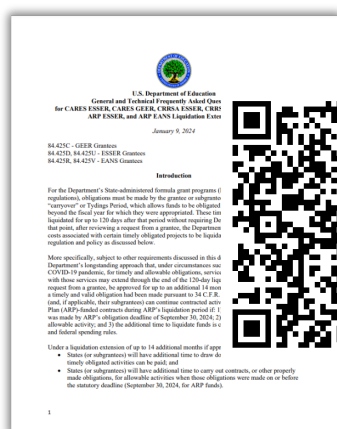 U.S. Department of Education
General and Technical Frequently Asked Ques
for CARES ESSER, CARES GEER, CRRSA ESSER, CRRS
ARP ESSER, and ARP EANS Liquidation Exter
January 9, 2024
84.425C - GEER Grantees
84.425D, 84.425U - ESSER Grantees
84.425R, 84.425V - EANS Grantees
Introduction
For the Department's State-administered formula grant programs (
regulations), obligations must be made by the grantee or subgrante
"carryover" or Tydings Period, which allows funds to be obligated
beyond the fiscal year for which they were appropriated. These tim
liquidated for up to 120 days after that period without requiring De
that point, after reviewing a request from a grantee, the Departmen
costs associated with certain timely obligated projects to be liquida
regulation and policy as discussed below.
More specifically, subject to other requirements discussed in this d
Department's longstanding approach that, under circumstances suc
COVID-19 pandemic, for timely and allowable obligations, servic
with those services may extend through the end of the 120-day liqu
request from a grantee, be approved for up to an additional 14 mon
a timely and valid obligation had been made pursuant to 34 C.F.R.
(and, if applicable, their subgrantees) can continue contracted activ
Plan (ARP)-funded contracts during ARP's liquidation period if: 1
was made by ARP's obligation deadline of September 30, 2024; 2)
allowable activity; and 3) the additional time to liquidate funds is c
and federal spending rules.
Under a liquidation extension of up to 14 additional months if appr
• States (or subgrantees) will have additional time to draw do
timely obligated activities can be paid; and
• States (or subgrantees) will have additional time to carry out contracts, or other properly
made obligations, for allowable activities when those obligations were made on or before
the statutory deadline (September 30, 2024, for ARP funds).
1